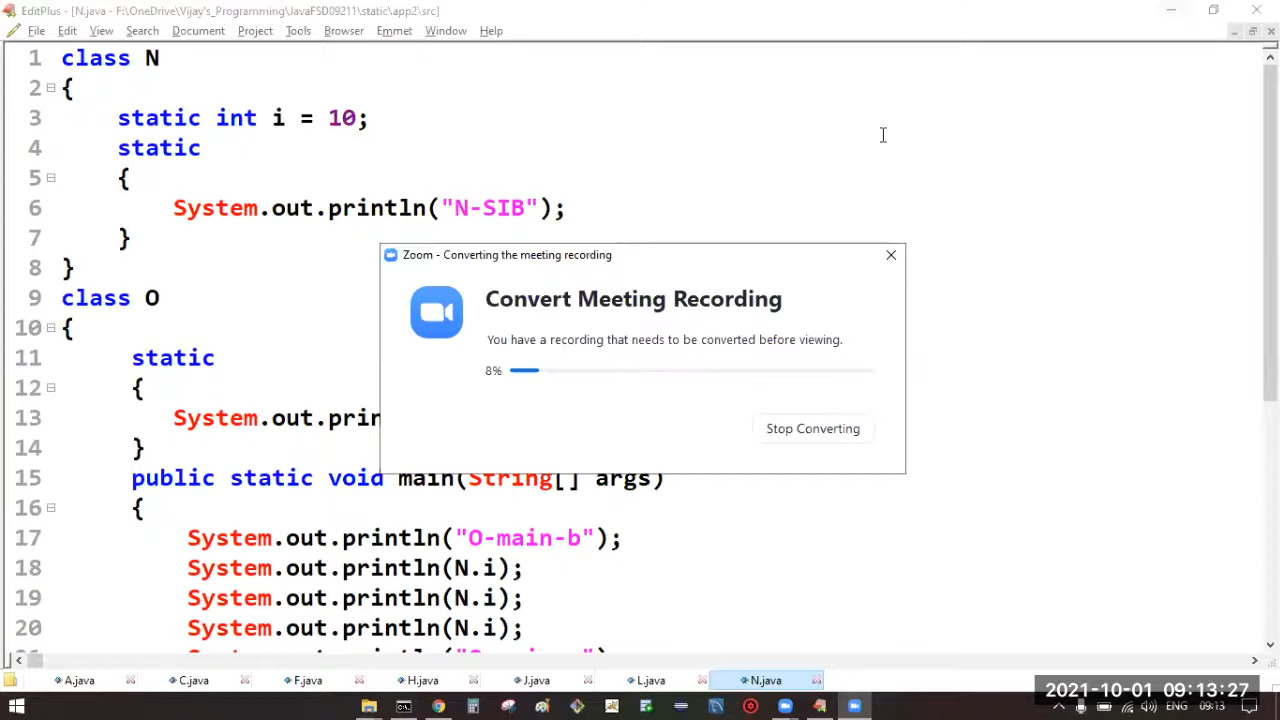 EditPlus - [N.java - F:\OneDrive\Vijay's_Programming\JavaFSD09211\static\app2\src]
File Edit View Search Document Project Tools Browser Emmet Window Help
1 class N
2 {
3 static int i = 10;
4 static
5 {
6 System.out.println("N-SIB");
7 }
8 }
9 class O
10 {
11 static
12 {
13 System.out.prin
14 }
15 public static void main(String[] args)
16 {
17 System.out.println("O-main-b");
18 System.out.println(N.i);
19 System.out.println(N.i);
20 System.out.println(N.i);
Zoom - Converting the meeting recording
Convert Meeting Recording
You have a recording that needs to be converted before viewing.
8%
Stop Converting
A.java C.java F.java H.java J.java L.java N.java
2021-10-01 09:13:27
ENG 09:13